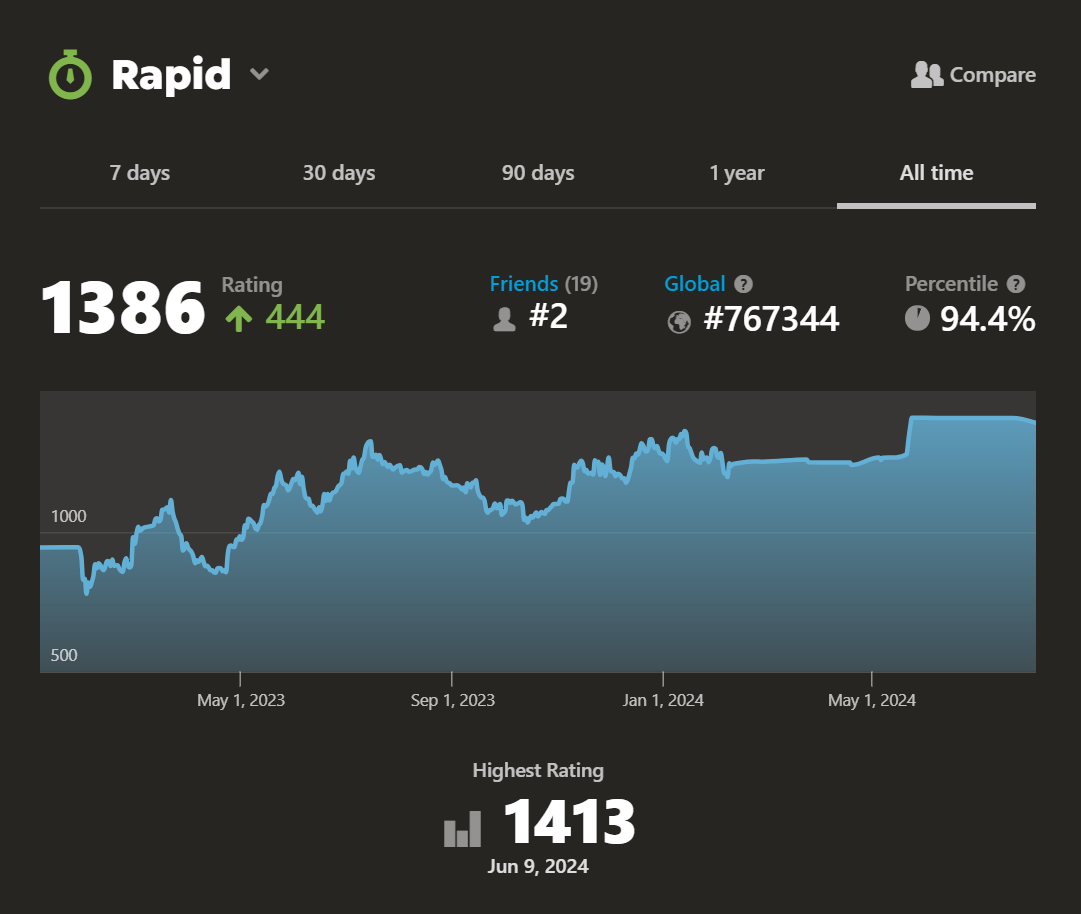 Rapid
Compare
7 days 30 days 90 days 1 year All time
1386 Rating 444
Friends (19) #2
Global ? #767344
Percentile ? 94.4%
1000
500
May 1, 2023 Sep 1, 2023 Jan 1, 2024 May 1, 2024
Highest Rating
1413
Jun 9, 2024